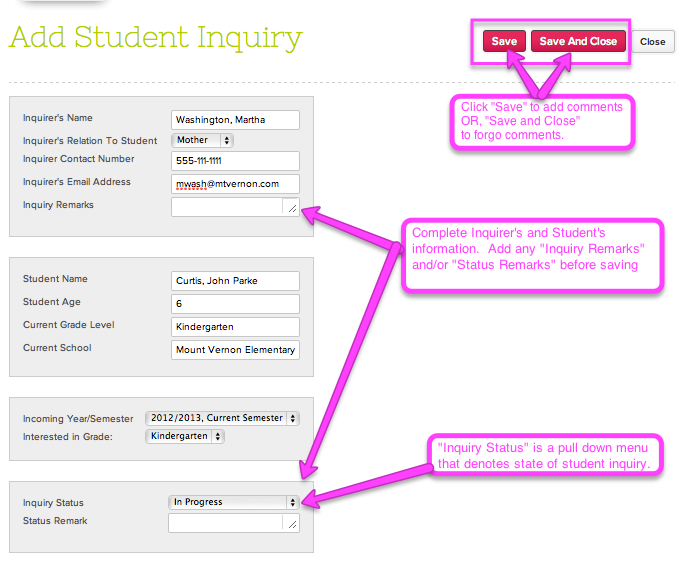 Add Student Inquiry
Save
Save And Close
Close
Click "Save" to add comments
OR, "Save and Close"
to forgo comments.
Inquirer's Name Washington, Martha
Inquirer's Relation To Student Mother
Inquirer Contact Number 555-111-1111
Inquirer's Email Address mwash@mtvernon.com
Inquiry Remarks
Complete Inquirer's and Student's
information. Add any "Inquiry Remarks"
and/or "Status Remarks" before saving
Student Name Curtis, John Parke
Student Age 6
Current Grade Level Kindergarten
Current School Mount Vernon Elementary
Incoming Year/Semester 2012/2013, Current Semester
Interested in Grade: Kindergarten
"Inquiry Status" is a pull down menu
that denotes state of student inquiry.
Inquiry Status In Progress
Status Remark